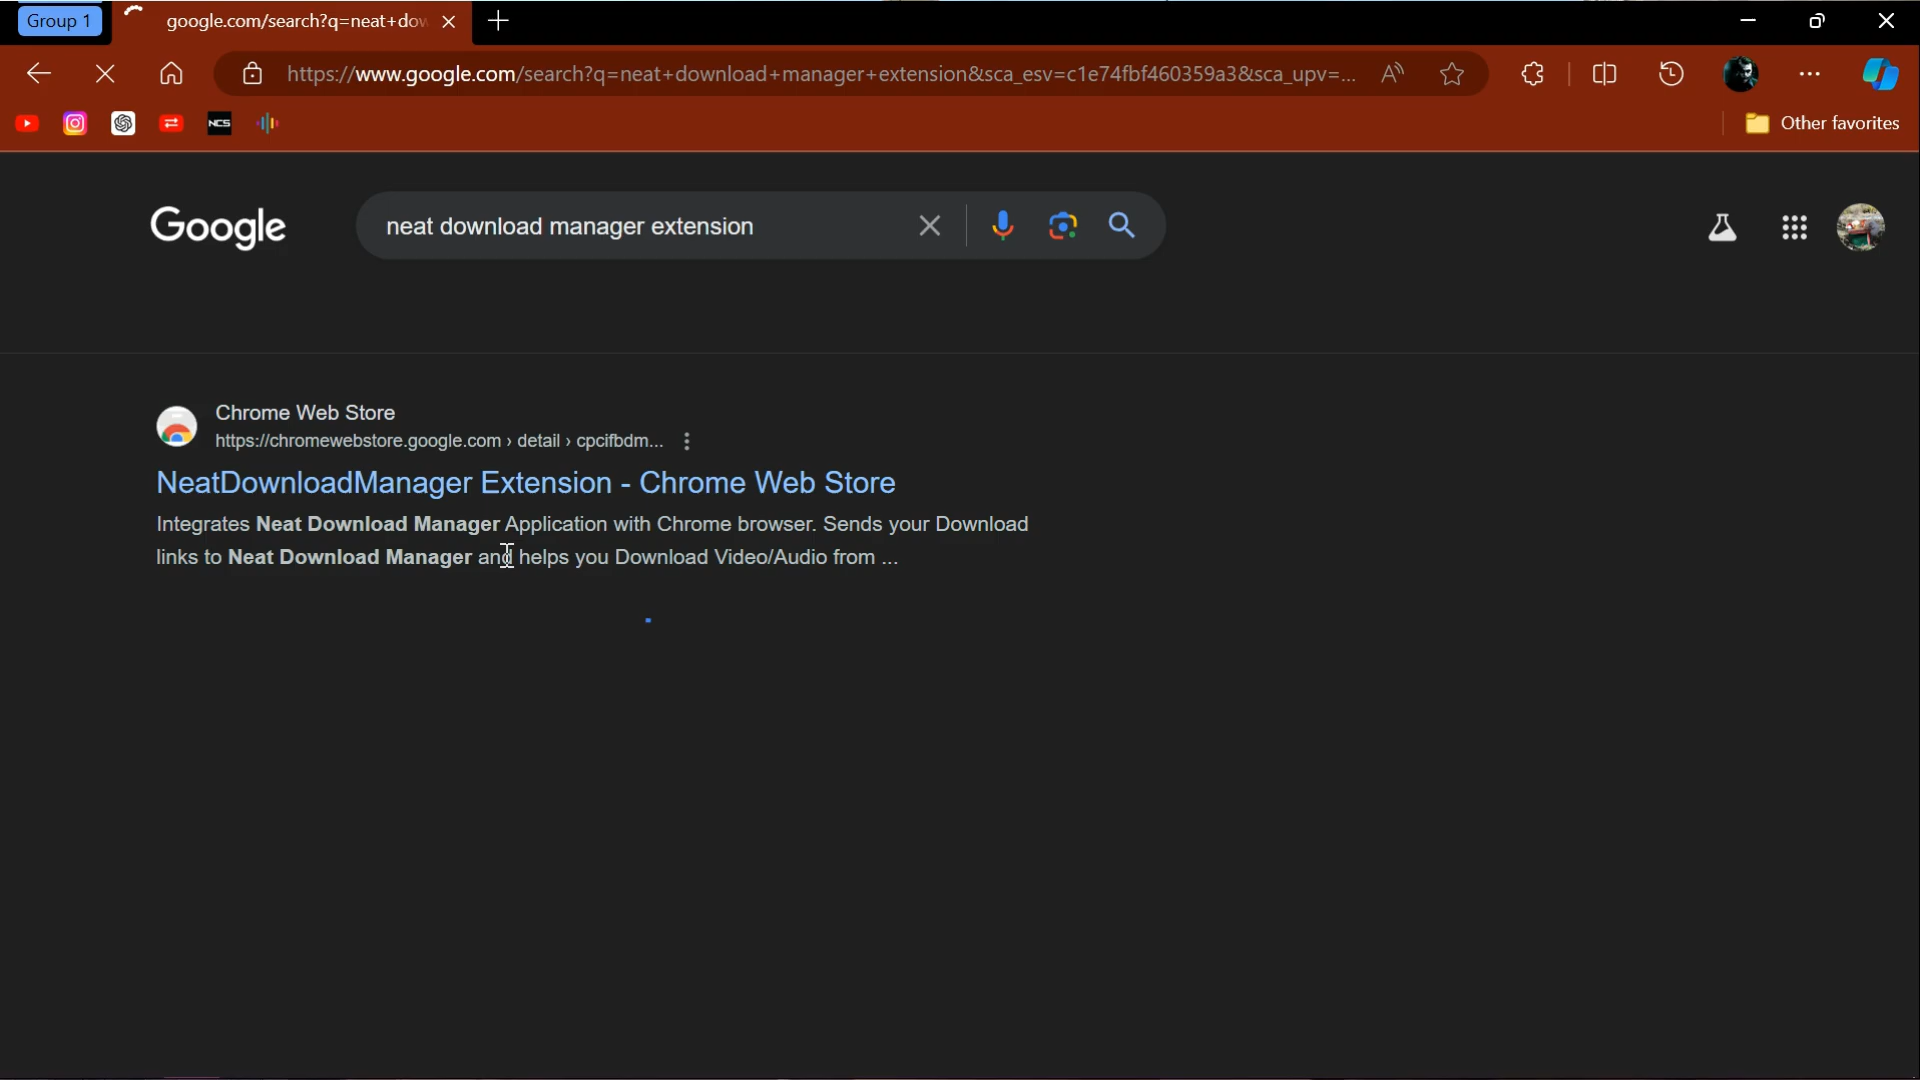 Group 1
google.com/search?q=neat+dow
https://www.google.com/search?q=neat+download+manager+extension&sca_esv=c1e74fbf460359a3&sca_upv=...
NCS
Other favorites
Google
neat download manager extension
Chrome Web Store
https://chromewebstore.google.com › detail › cpcifbdm...
NeatDownloadManager Extension - Chrome Web Store
Integrates Neat Download Manager Application with Chrome browser. Sends your Download
links to Neat Download Manager and helps you Download Video/Audio from ...